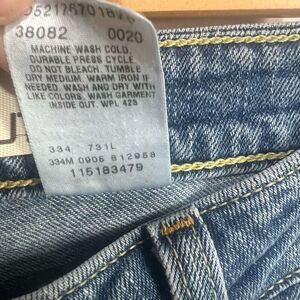 38082 0020
MACHINE WASH COLD,
DURABLE PRESS CYCLE
DO NOT BLEACH. TUMBLE
DRY MEDIUM. WARM IRON IF
NEEDED. WASH AND DRY WITH
LIKE COLORS. WASH GARMENT
INSIDE OUT. WPL 423
334 731L
334M 0905 612958
115183479